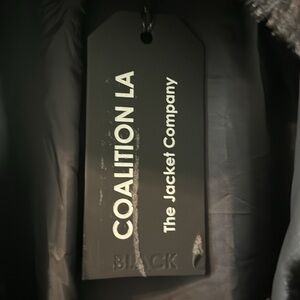 COALITION LA
The Jacket Company
BLACK